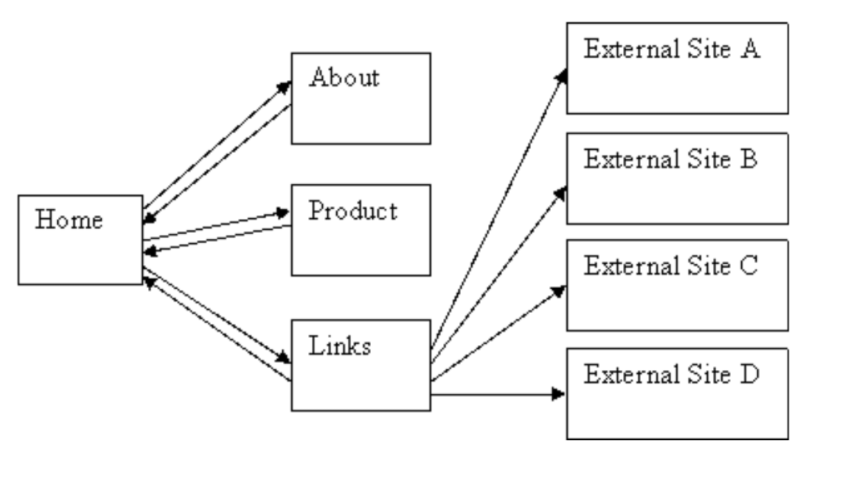 Home
About
Product
Links
External Site A
External Site B
External Site C
External Site D